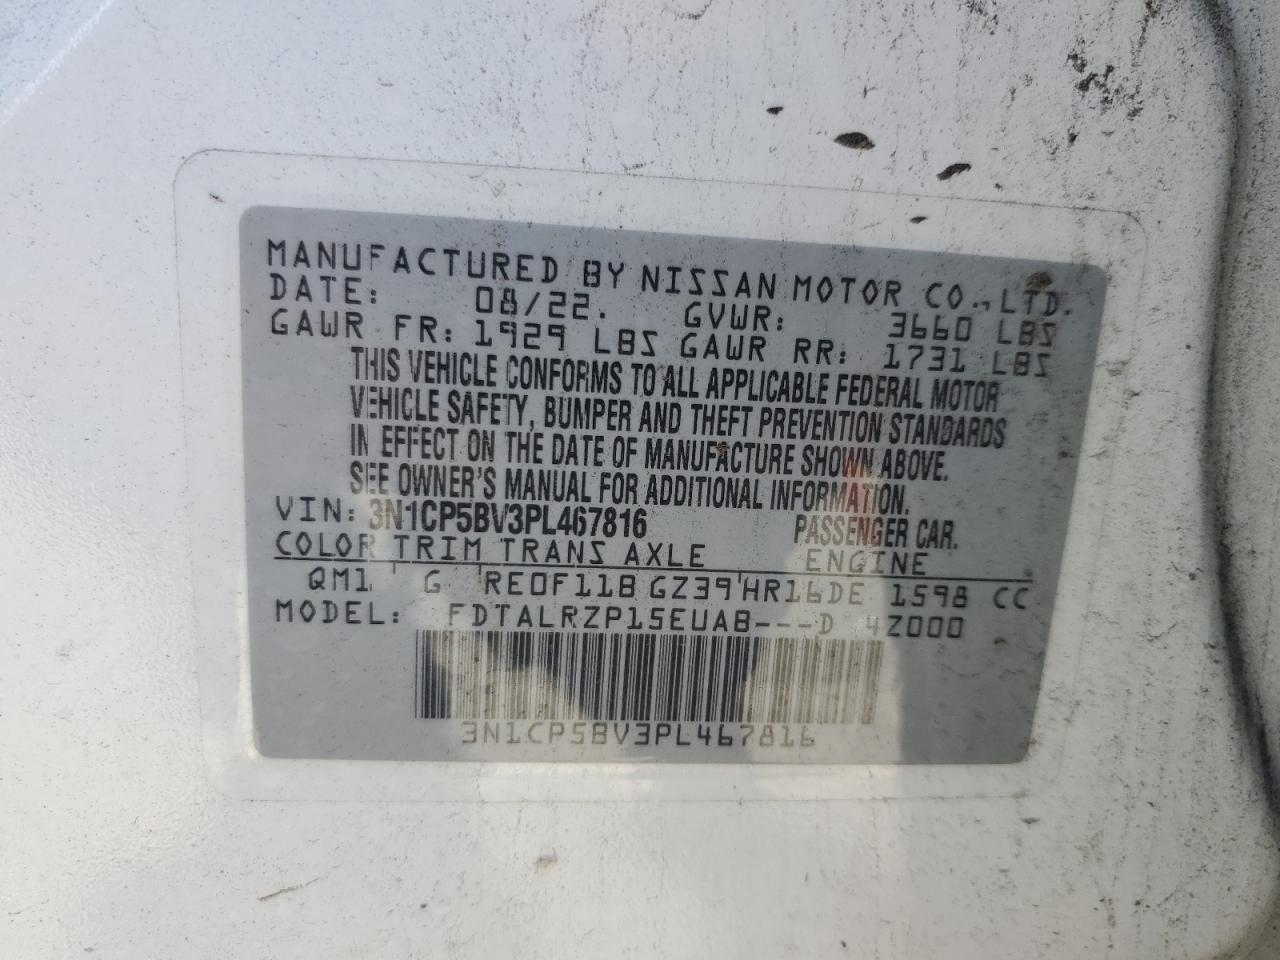 MANUFACTURED BY NISSAN MOTOR CO., LTD.
DATE: 08/22. GVWR: 3660 LBS
GAWR FR: 1929 LBS GAWR RR: 1731 LBS
THIS VEHICLE CONFORMS TO ALL APPLICABLE FEDERAL MOTOR
VEHICLE SAFETY, BUMPER AND THEFT PREVENTION STANDARDS
IN EFFECT ON THE DATE OF MANUFACTURE SHOWN ABOVE.
SEE OWNER'S MANUAL FOR ADDITIONAL INFORMATION.
VIN: 3N1CP5BV3PL467816 PASSENGER CAR.
COLOR TRIM TRANS AXLE ENGINE
QM1 G RE0F11B GZ39 HR16DE 1598 CC
MODEL: FDTALRZP15EUAB---D 4Z000
3N1CP5BV3PL467816